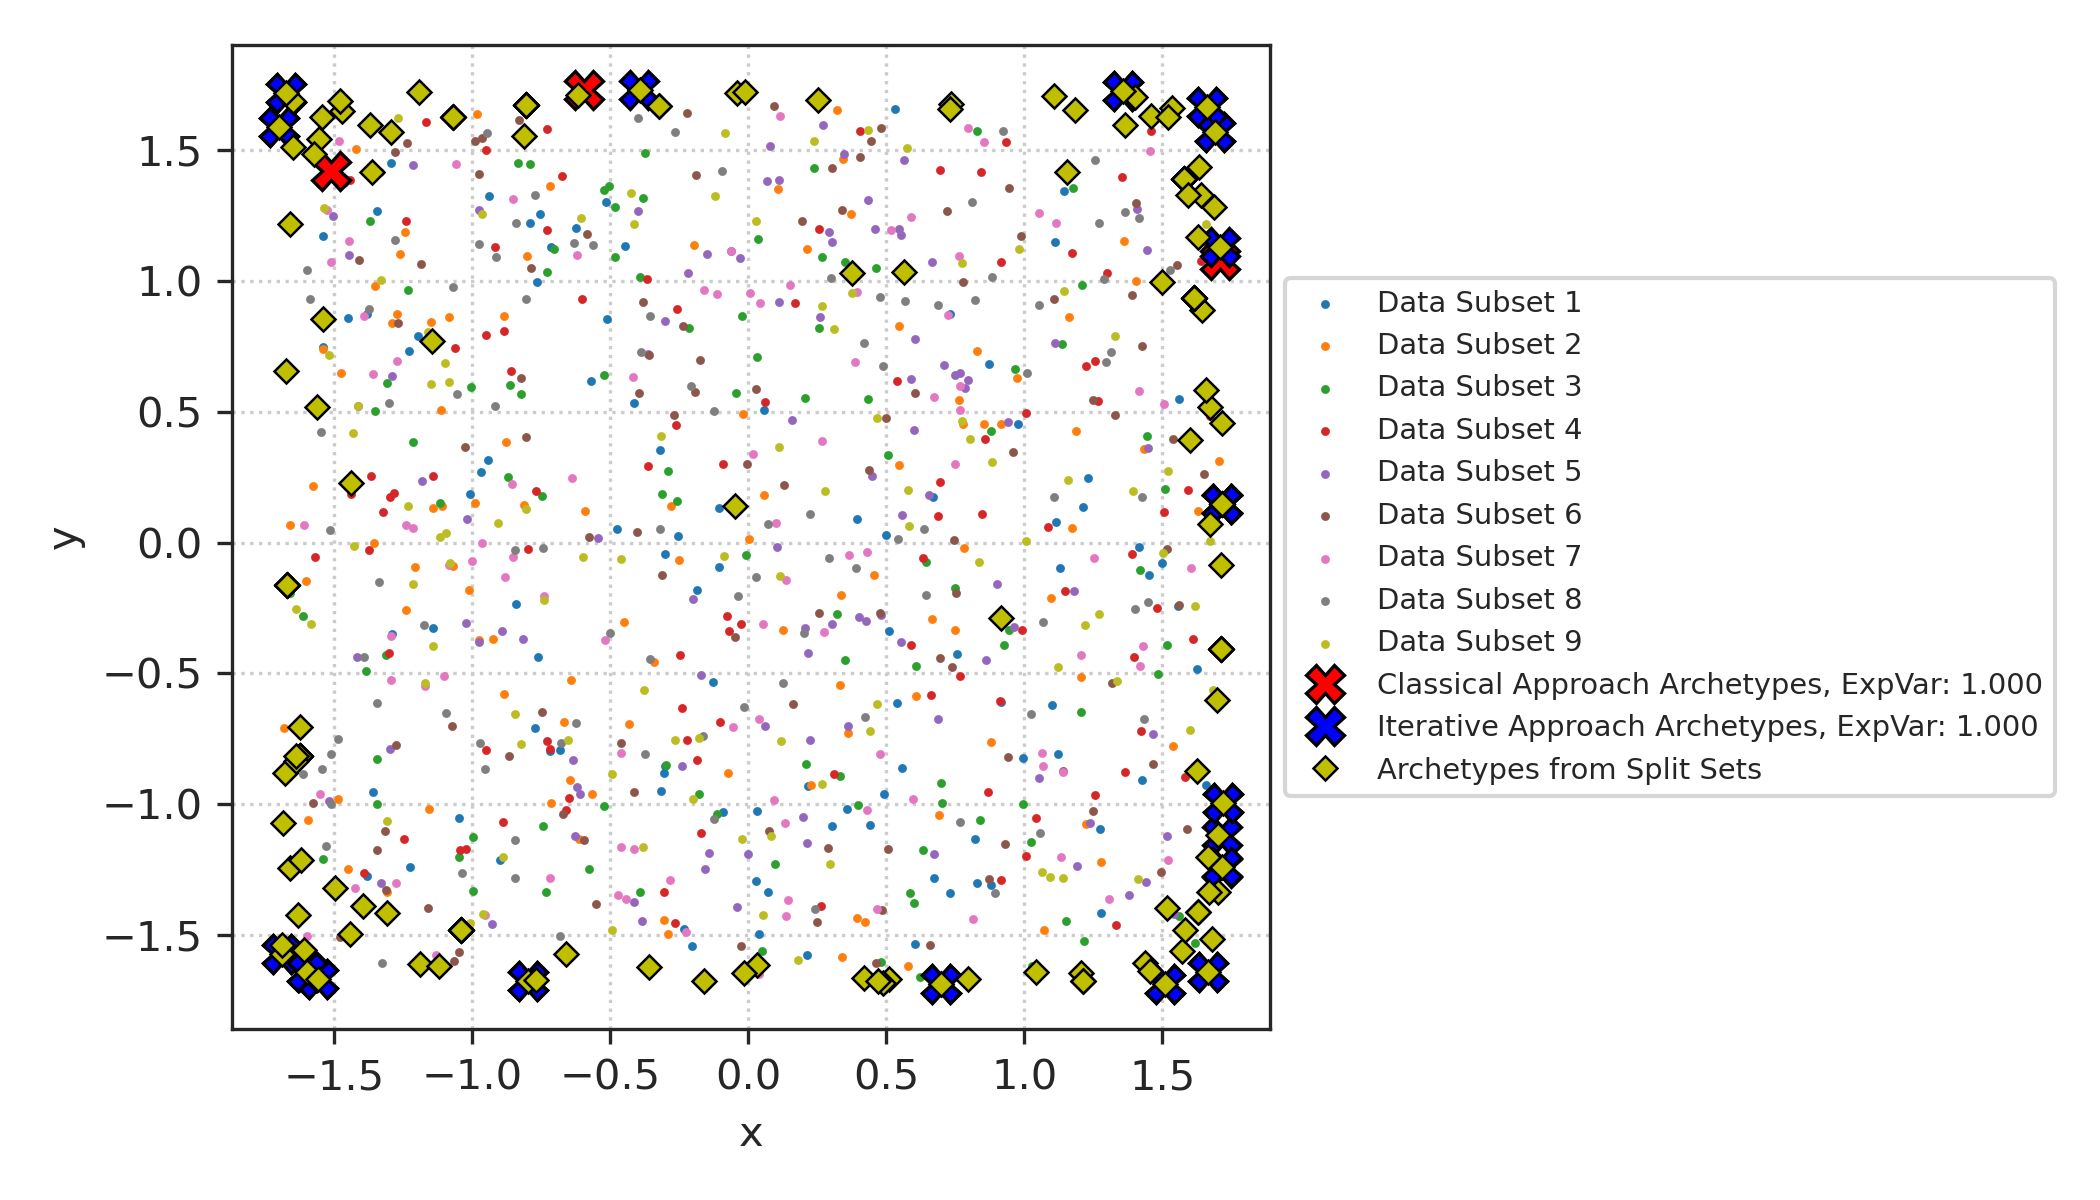 1.5
1.0
0.5
0.0
−0.5
−1.0
−1.5
y
−1.5 −1.0 −0.5 0.0 0.5 1.0 1.5
x
Data Subset 1
Data Subset 2
Data Subset 3
Data Subset 4
Data Subset 5
Data Subset 6
Data Subset 7
Data Subset 8
Data Subset 9
Classical Approach Archetypes, ExpVar: 1.000
Iterative Approach Archetypes, ExpVar: 1.000
Archetypes from Split Sets